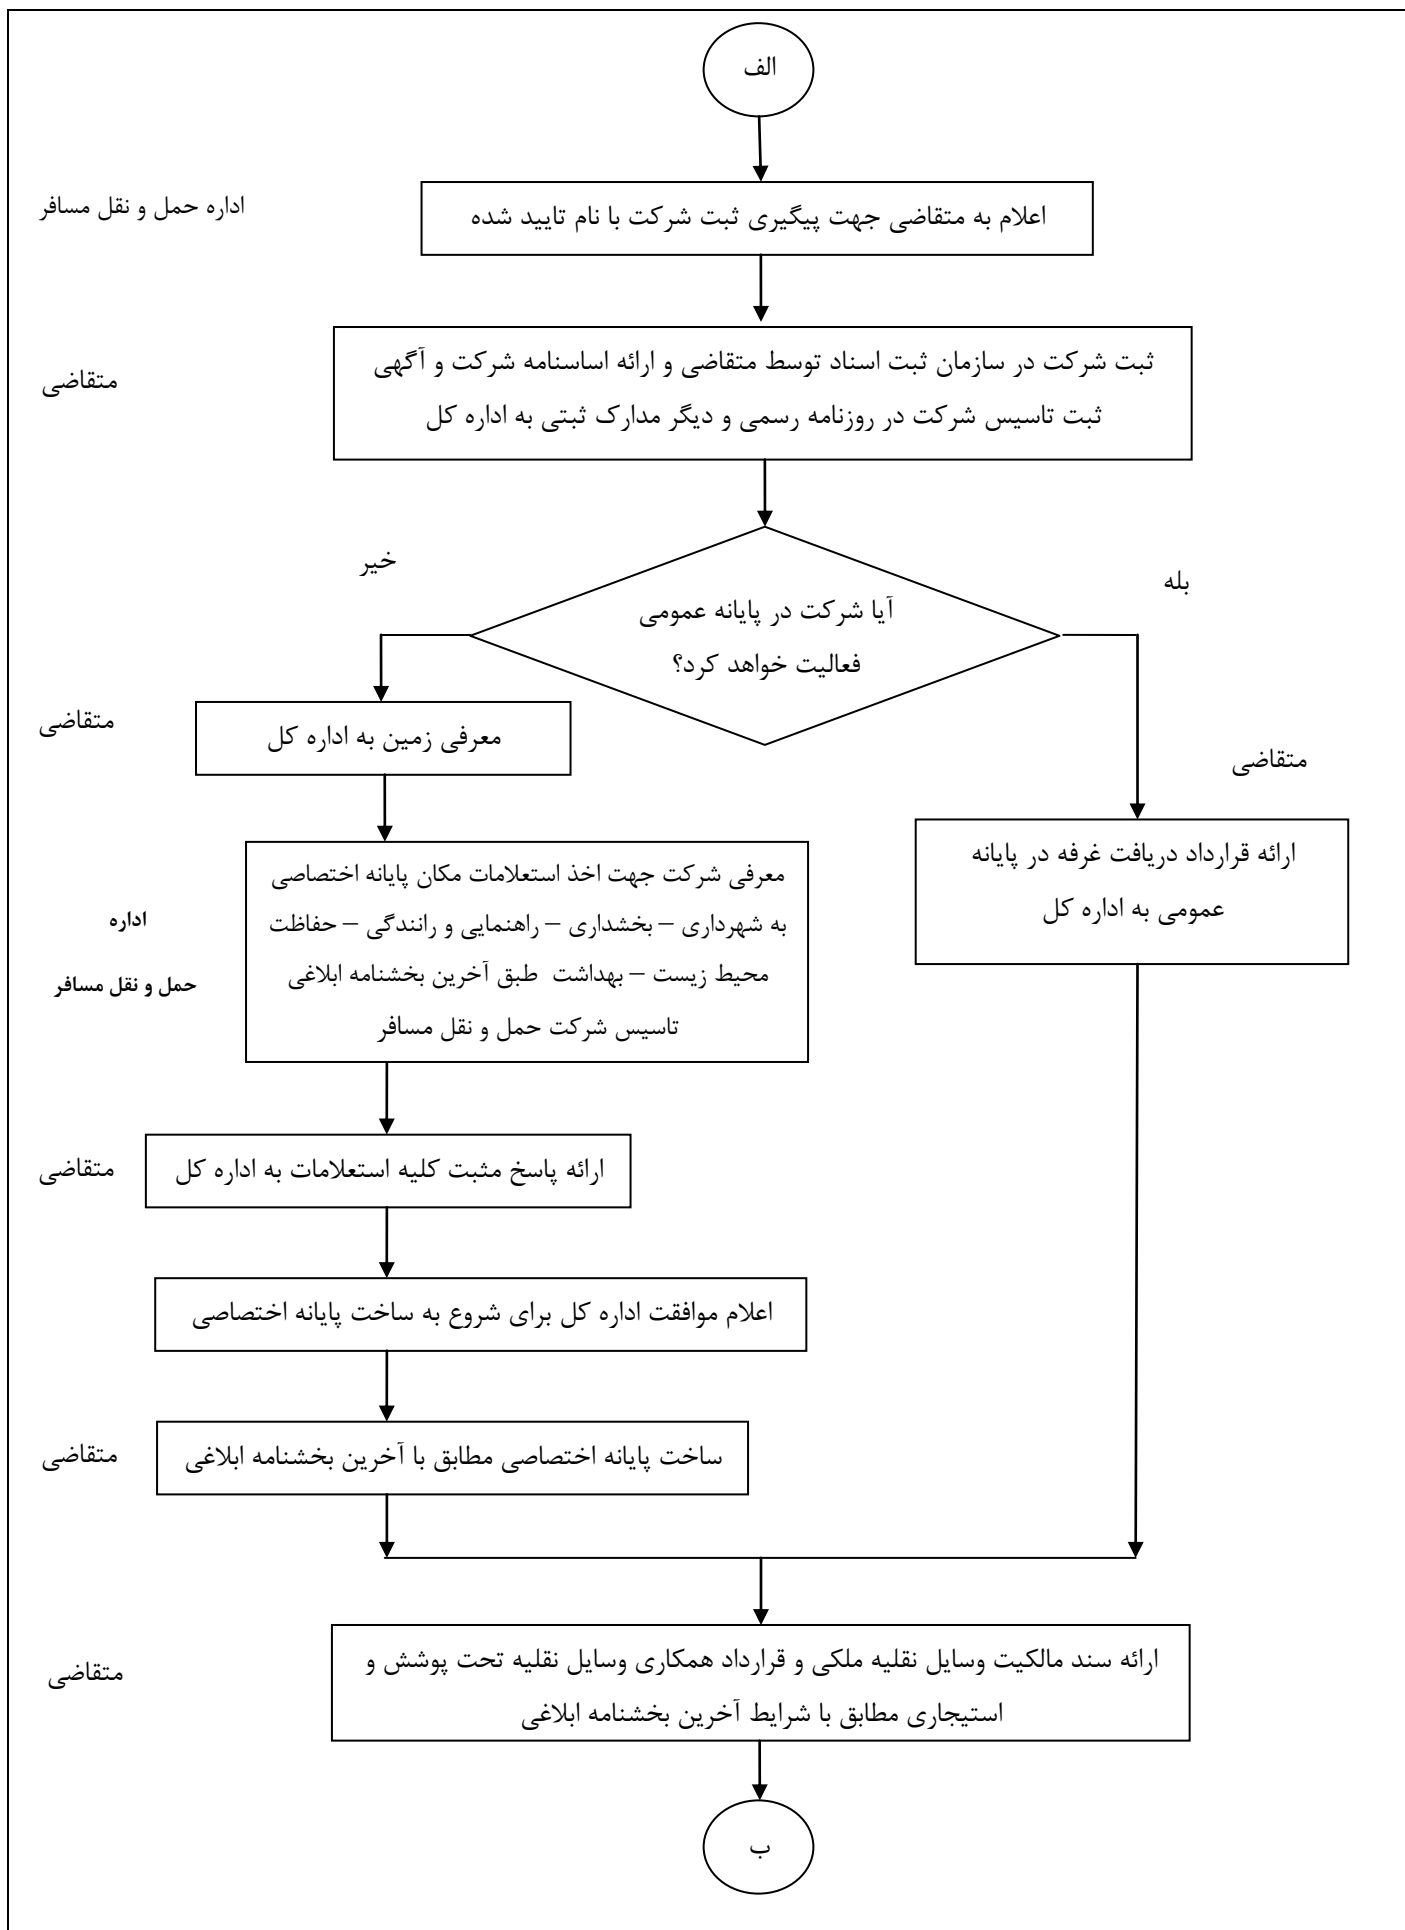 الف
اداره حمل و نقل مسافر
اعلام به متقاضی جهت پیگیری ثبت شرکت با نام تایید شده
متقاضی
ثبت شرکت در سازمان ثبت اسناد توسط متقاضی و ارائه اساسنامه شرکت و آگهی
ثبت تاسیس شرکت در روزنامه رسمی و دیگر مدارک ثبتی به اداره کل
خیر
بله
آیا شرکت در پایانه عمومی
فعالیت خواهد کرد؟
متقاضی
معرفی زمین به اداره کل
متقاضی
ارائه قرارداد دریافت غرفه در پایانه
عمومی به اداره کل
معرفی شرکت جهت اخذ استعلامات مکان پایانه اختصاصی
به شهرداری – بخشداری – راهنمایی و رانندگی – حفاظت
محیط زیست – بهداشت طبق آخرین بخشنامه ابلاغی
تاسیس شرکت حمل و نقل مسافر
اداره
حمل و نقل مسافر
متقاضی
ارائه پاسخ مثبت کلیه استعلامات به اداره کل
اعلام موافقت اداره کل برای شروع به ساخت پایانه اختصاصی
متقاضی
ساخت پایانه اختصاصی مطابق با آخرین بخشنامه ابلاغی
متقاضی
ارائه سند مالکیت وسایل نقلیه ملکی و قرارداد همکاری وسایل نقلیه تحت پوشش و
استیجاری مطابق با شرایط آخرین بخشنامه ابلاغی
ب